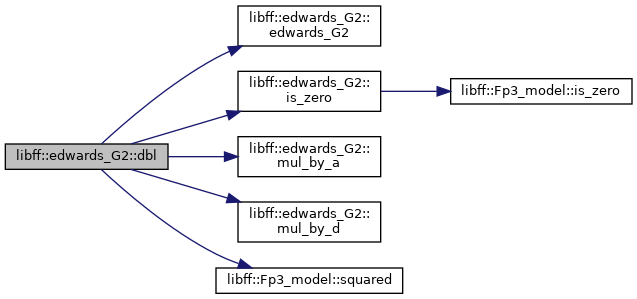 libff::edwards_G2::dbl
libff::edwards_G2::
edwards_G2
libff::edwards_G2::
is_zero
libff::Fp3_model::is_zero
libff::edwards_G2::
mul_by_a
libff::edwards_G2::
mul_by_d
libff::Fp3_model::squared